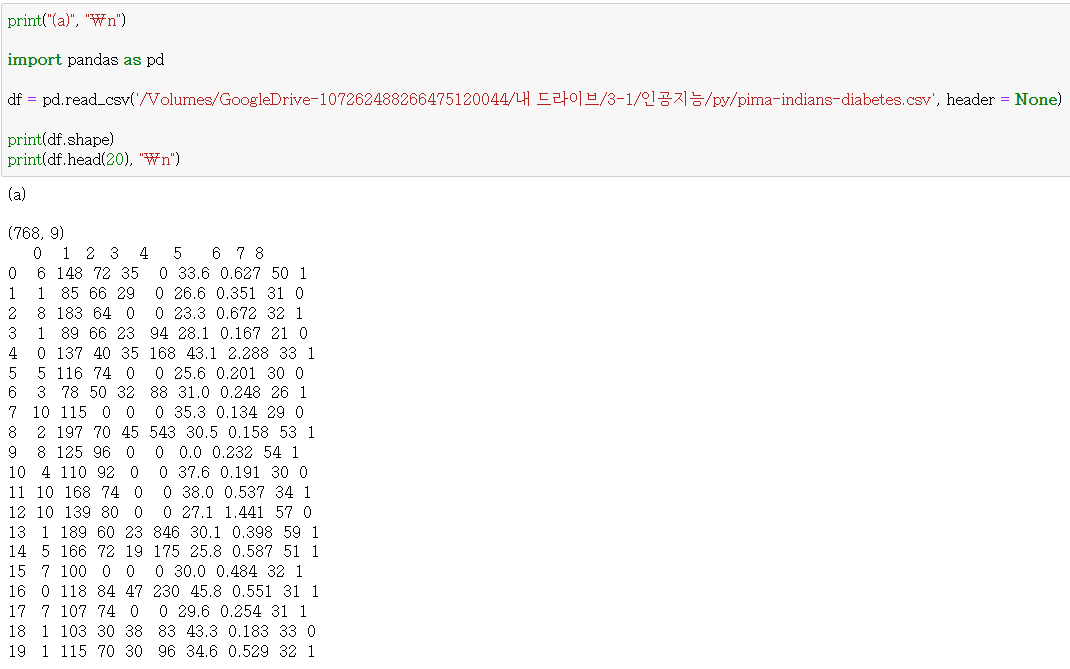 print("(a)", "₩n")
import pandas as pd
df = pd.read_csv('/Volumes/GoogleDrive-107262488266475120044/내 드라이브/3-1/인공지능/py/pima-indians-diabetes.csv', header = None)
print(df.shape)
print(df.head(20), "₩n")
(a)
(768, 9)
0 1 2 3 4 5 6 7 8
0 6 148 72 35 0 33.6 0.627 50 1
1 1 85 66 29 0 26.6 0.351 31 0
2 8 183 64 0 0 23.3 0.672 32 1
3 1 89 66 23 94 28.1 0.167 21 0
4 0 137 40 35 168 43.1 2.288 33 1
5 5 116 74 0 0 25.6 0.201 30 0
6 3 78 50 32 88 31.0 0.248 26 1
7 10 115 0 0 0 35.3 0.134 29 0
8 2 197 70 45 543 30.5 0.158 53 1
9 8 125 96 0 0 0.0 0.232 54 1
10 4 110 92 0 0 37.6 0.191 30 0
11 10 168 74 0 0 38.0 0.537 34 1
12 10 139 80 0 0 27.1 1.441 57 0
13 1 189 60 23 846 30.1 0.398 59 1
14 5 166 72 19 175 25.8 0.587 51 1
15 7 100 0 0 0 30.0 0.484 32 1
16 0 118 84 47 230 45.8 0.551 31 1
17 7 107 74 0 0 29.6 0.254 31 1
18 1 103 30 38 83 43.3 0.183 33 0
19 1 115 70 30 96 34.6 0.529 32 1